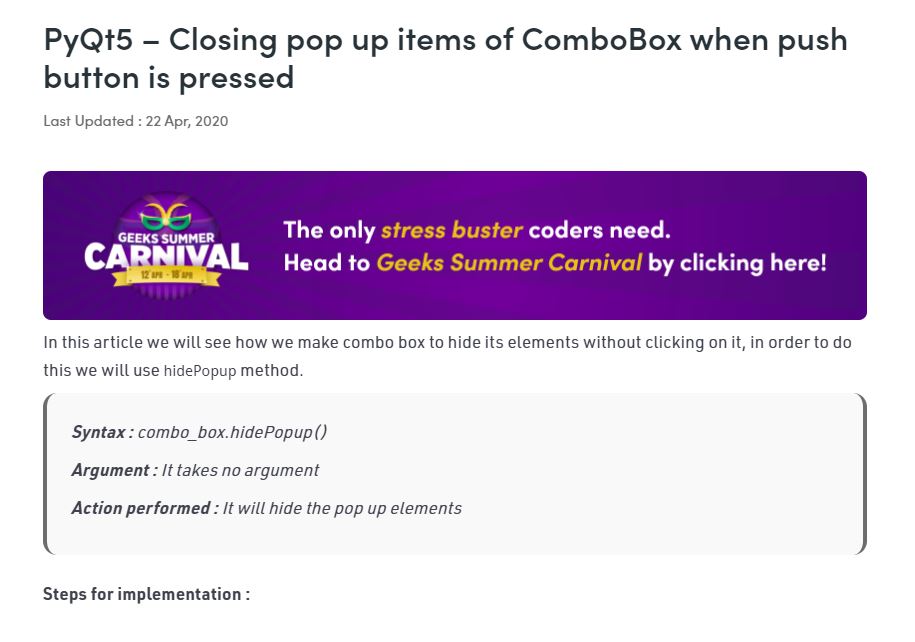 PyQt5 – Closing pop up items of ComboBox when push
button is pressed
Last Updated : 22 Apr, 2020
GEEKS SUMMER
CARNIVAL
12 APR - 18 APR
The only stress buster coders need.
Head to Geeks Summer Carnival by clicking here!
In this article we will see how we make combo box to hide its elements without clicking on it, in order to do
this we will use hidePopup method.
Syntax : combo_box.hidePopup()
Argument : It takes no argument
Action performed : It will hide the pop up elements
Steps for implementation :